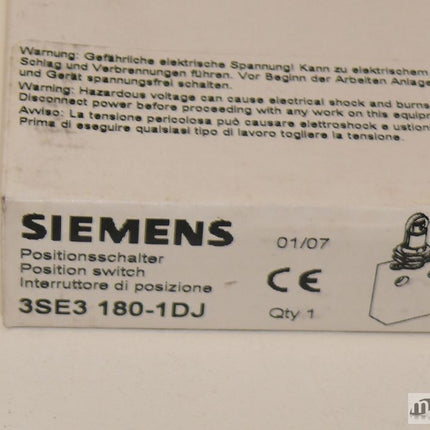 Warnung: Gefährliche elektrische Spannung! Kann zu elektrischem
Schlag und Verbrennungen führen. Vor Beginn der Arbeiten Anlage
und Gerät spannungsfrei schalten.
Warning: Hazardous voltage can cause electrical shock and burns
Disconnect power before proceeding with any work on this equipm
Avviso: La tensione pericolosa può causare elettroshock e ustion
Prima di eseguire qualsiasi tipo di lavoro togliere la tensione.
SIEMENS 01/07
Positionsschalter
Position switch CE
Interruttore di posizione
3SE3 180-1DJ Qty 1